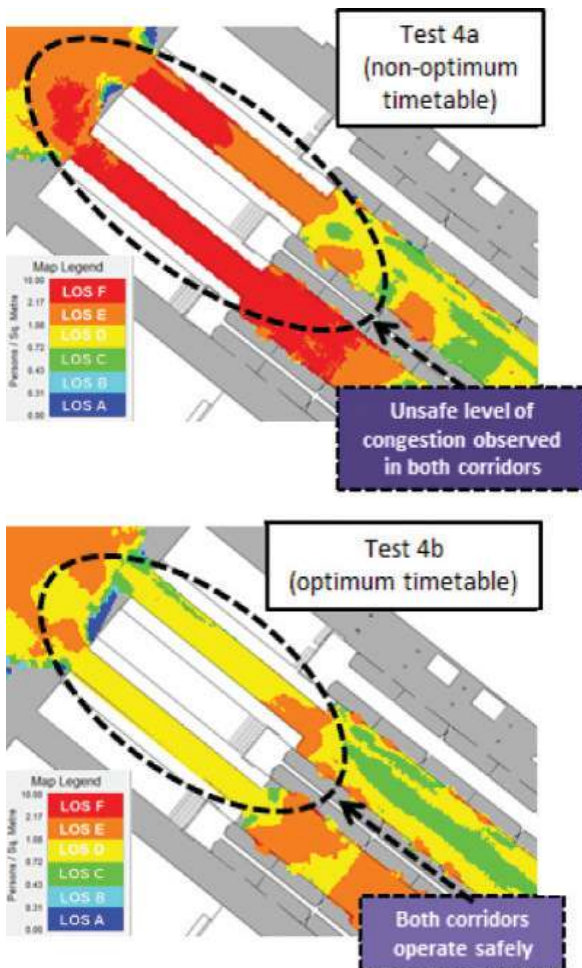 Test 4a
(non-optimum
timetable)
Map Legend
Persons / Sq. Metre
10.00
LOS F
2.17
LOS E
1.08
LOS D
0.72
LOS C
0.43
LOS B
0.31
LOS A
0.00
Unsafe level of
congestion observed
in both corridors
Test 4b
(optimum timetable)
Map Legend
Persons / Sq. Metre
10.00
LOS F
2.17
LOS E
1.08
LOS D
0.72
LOS C
0.43
LOS B
0.31
LOS A
0.00
Both corridors
operate safely